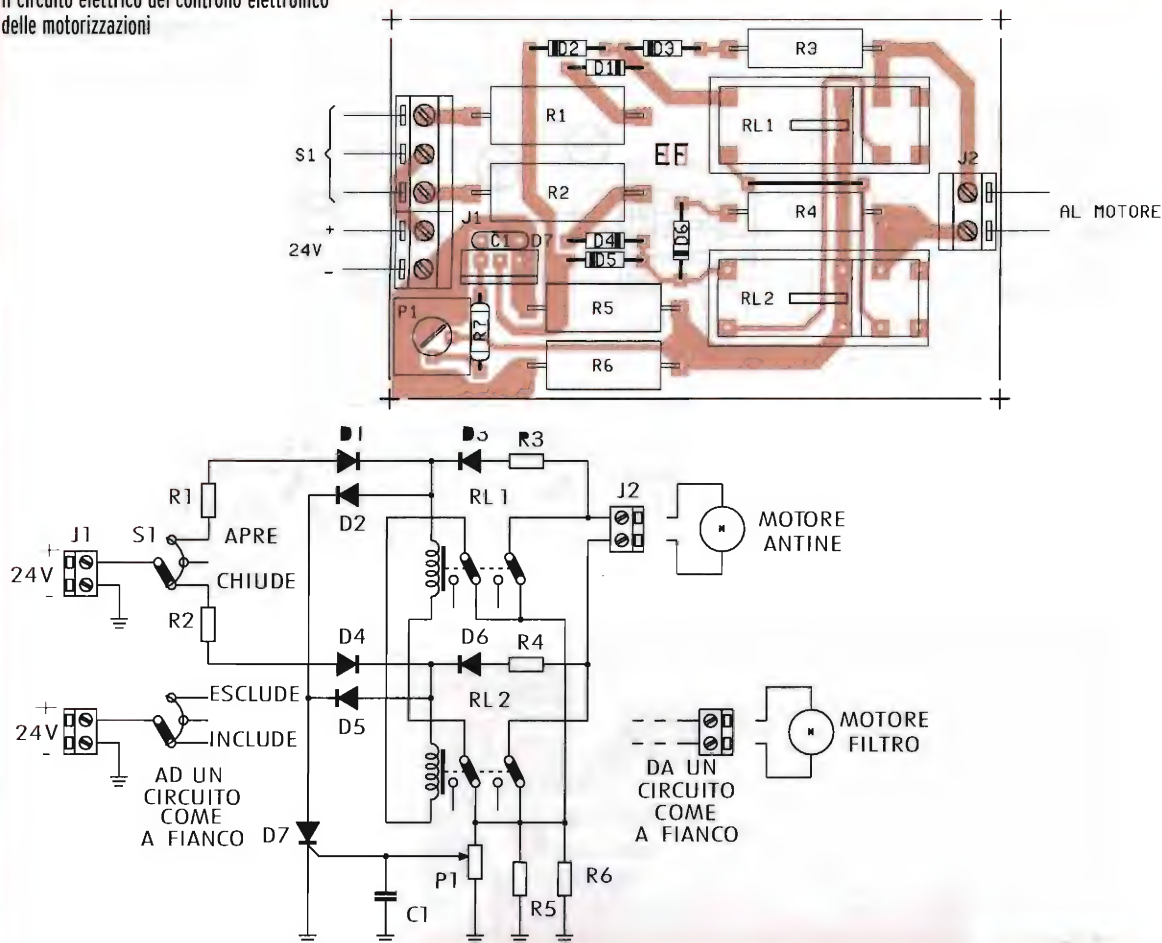 Il circuito elettrico del controllo elettronico
delle motorizzazioni
D2
D3
R3
D1
R1
RL1
S1
EF
J2
R2
AL MOTORE
R4
J1
D6
+
24V
-
C1
D7
D4
D5
RL2
P1
R5
R7
R6
D1
D3
R3
R1
D2
RL1
J2
MOTORE
ANTINE
J1
S1
APRE
+
24V
-
CHIUDE
R2
D4
D6
R4
D5
RL2
ESCLUDE
+
24V
-
INCLUDE
MOTORE
FILTRO
AD UN
CIRCUITO
COME
A FIANCO
DA UN
CIRCUITO
COME
A FIANCO
D7
P1
R6
C1
R5